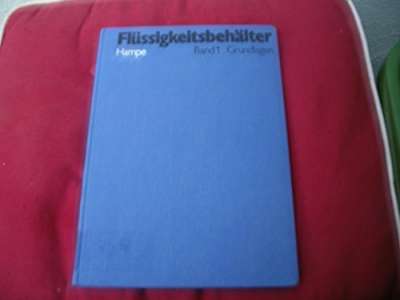 Flüssigkeitsbehälter
Hampe Band 1 Grundlagen